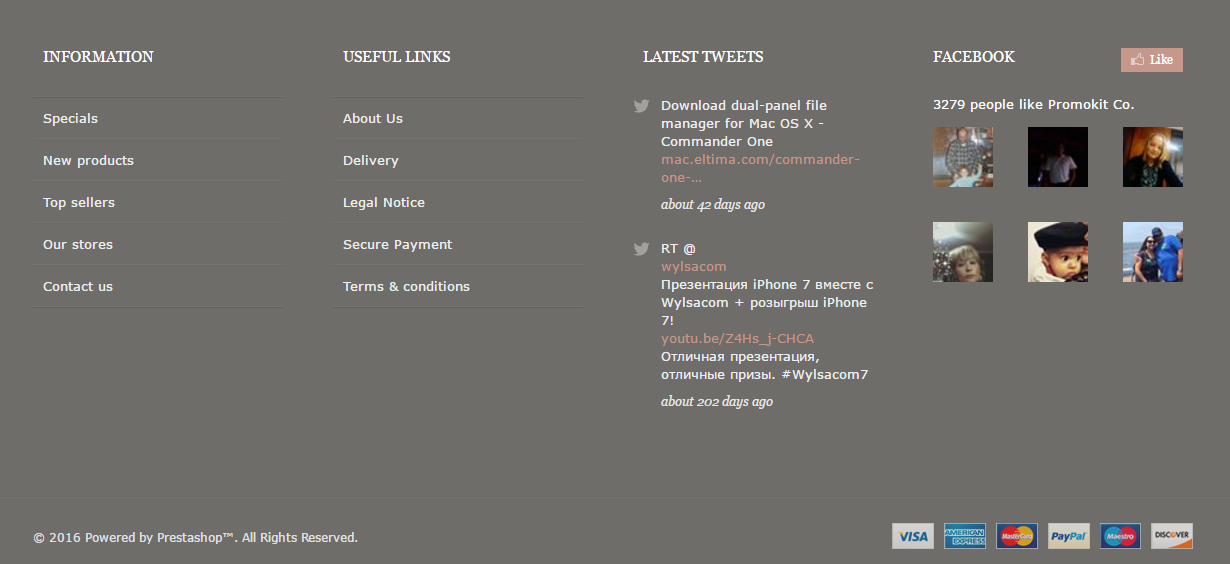 INFORMATION
Specials
New products
Top sellers
Our stores
Contact us
USEFUL LINKS
About Us
Delivery
Legal Notice
Secure Payment
Terms & conditions
LATEST TWEETS
Download dual-panel file
manager for Mac OS X -
Commander One
mac.eltima.com/commander-
one-…
about 42 days ago
RT @
wylsacom
Презентация iPhone 7 вместе с
Wylsacom + розыгрыш iPhone
7!
youtu.be/Z4Hs_j-CHCA
Отличная презентация,
отличные призы. #Wylsacom7
about 202 days ago
FACEBOOK
Like
3279 people like Promokit Co.
© 2016 Powered by Prestashop™. All Rights Reserved.
VISA
AMERICAN EXPRESS
MasterCard
PayPal
Maestro
DISCOVER